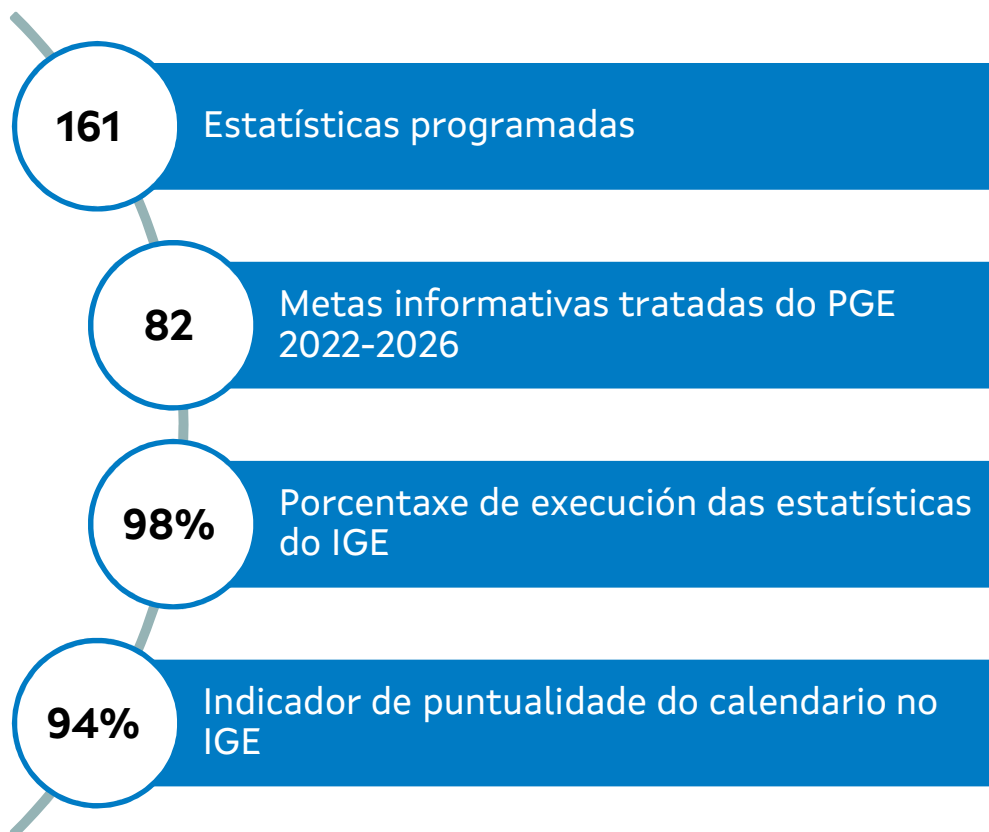 161
Estatísticas programadas
82
Metas informativas tratadas do PGE
2022-2026
98%
Porcentaxe de execución das estatísticas
do IGE
94%
Indicador de puntualidade do calendario no
IGE